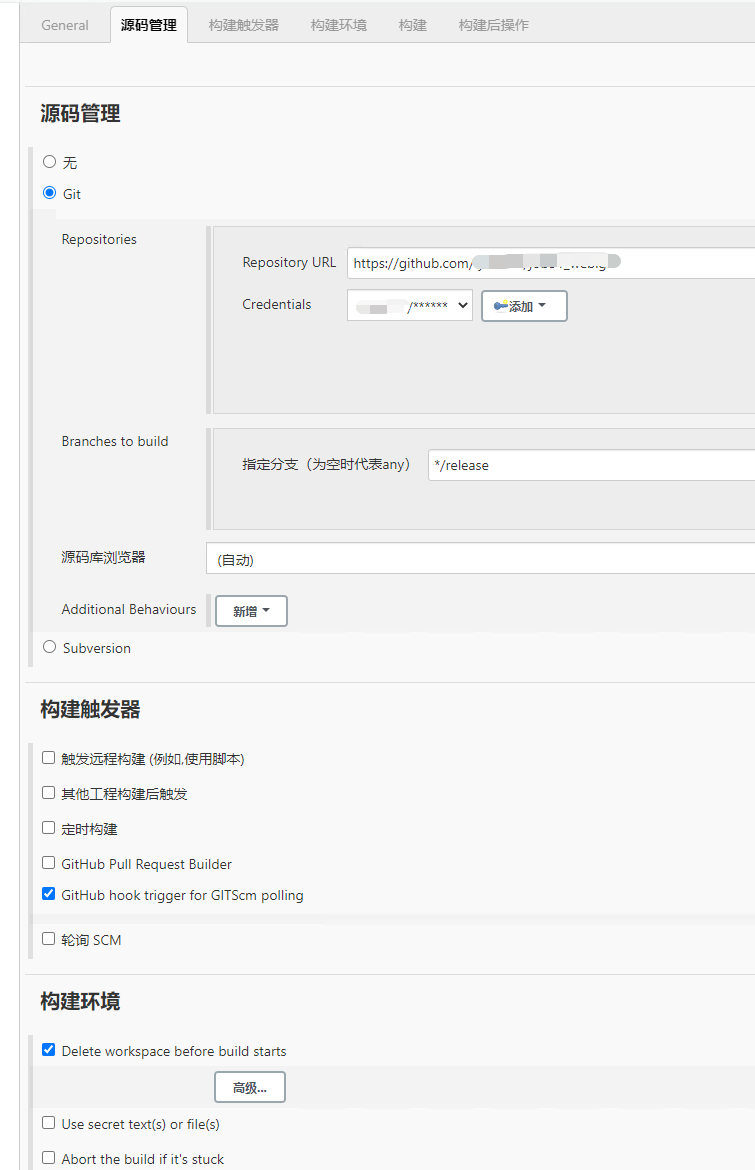 General 源码管理 构建触发器 构建环境 构建 构建后操作
源码管理
无
Git
Repositories
Repository URL https://github.com/
Credentials /****** 添加
Branches to build
指定分支（为空时代表any） */release
源码库浏览器 (自动)
Additional Behaviours 新增
Subversion
构建触发器
触发远程构建 (例如,使用脚本)
其他工程构建后触发
定时构建
GitHub Pull Request Builder
GitHub hook trigger for GITScm polling
轮询 SCM
构建环境
Delete workspace before build starts
高级...
Use secret text(s) or file(s)
Abort the build if it's stuck